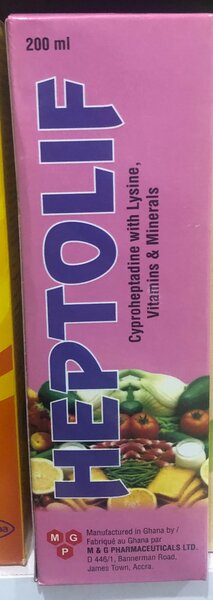 200 ml
HEPTOLIF
Cyproheptadine with Lysine,
Vitamins & Minerals
M G
P
Manufactured in Ghana by /
Fabriqué au Ghana par
M & G PHARMACEUTICALS LTD.
D 446/1, Bannerman Road,
James Town, Accra.